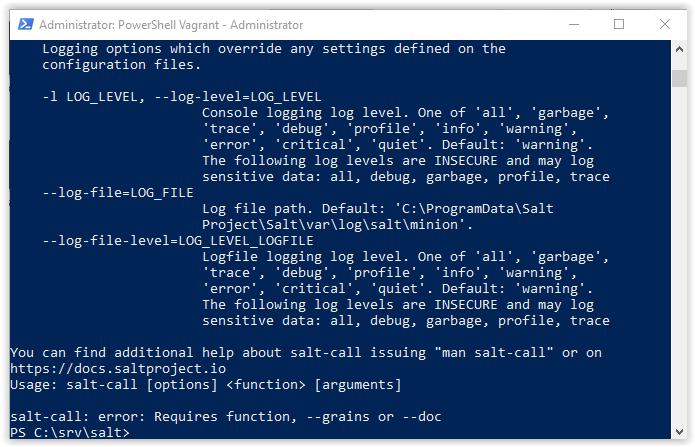 Administrator: PowerShell Vagrant - Administrator
Logging options which override any settings defined on the
configuration files.
-l LOG_LEVEL, --log-level=LOG_LEVEL
Console logging log level. One of 'all', 'garbage',
'trace', 'debug', 'profile', 'info', 'warning',
'error', 'critical', 'quiet'. Default: 'warning'.
The following log levels are INSECURE and may log
sensitive data: all, debug, garbage, profile, trace
--log-file=LOG_FILE
Log file path. Default: 'C:\ProgramData\Salt
Project\Salt\var\log\salt\minion'.
--log-file-level=LOG_LEVEL_LOGFILE
Logfile logging log level. One of 'all', 'garbage',
'trace', 'debug', 'profile', 'info', 'warning',
'error', 'critical', 'quiet'. Default: 'warning'.
The following log levels are INSECURE and may log
sensitive data: all, debug, garbage, profile, trace
You can find additional help about salt-call issuing "man salt-call" or on
https://docs.saltproject.io
Usage: salt-call [options] <function> [arguments]
salt-call: error: Requires function, --grains or --doc
PS C:\srv\salt>